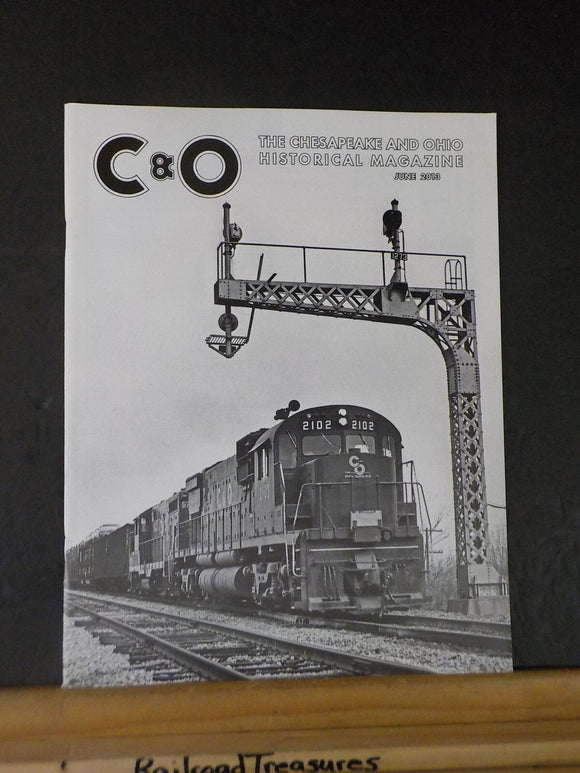 C&O
THE CHESAPEAKE AND OHIO
HISTORICAL MAGAZINE
JUNE 2013
2102 2102
RailroadTreasures